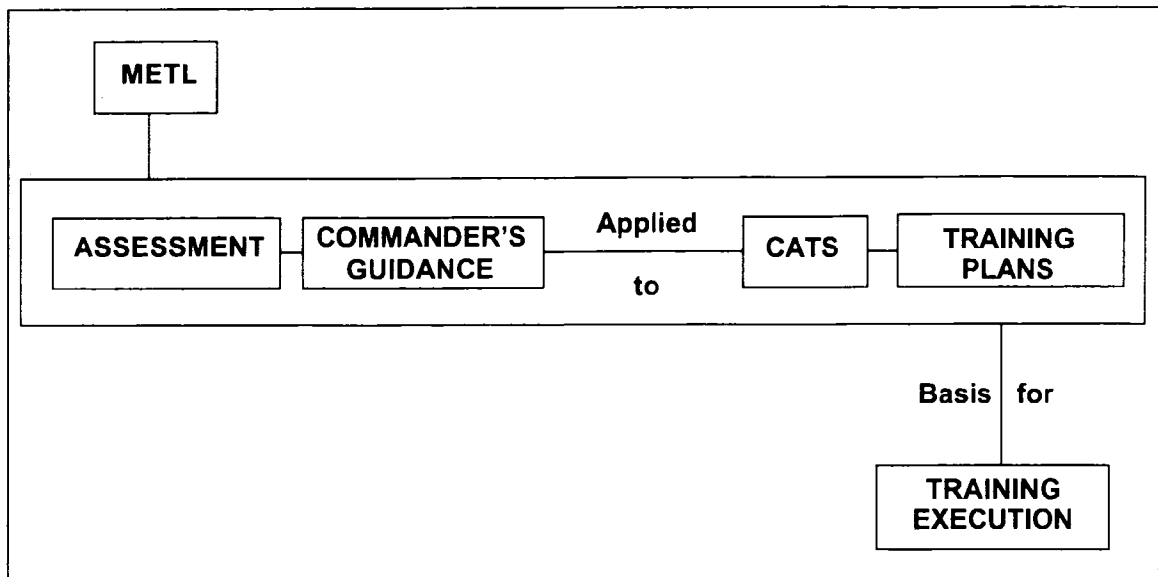 METL
ASSESSMENT
COMMANDER'S
GUIDANCE
Applied
to
CATS
TRAINING
PLANS
Basis for
TRAINING
EXECUTION